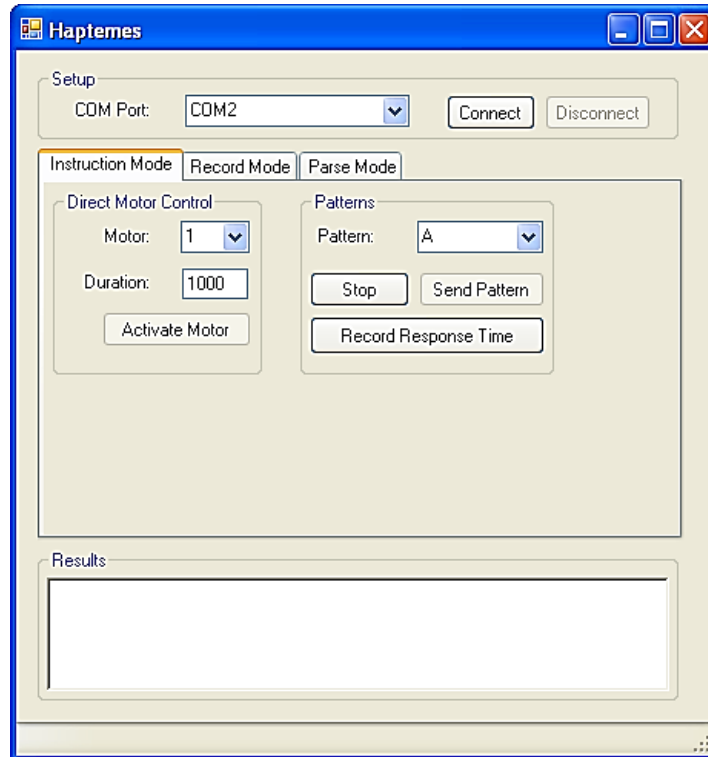 Haptemes
Setup
COM Port: COM2 Connect Disconnect
Instruction Mode Record Mode Parse Mode
Direct Motor Control
Motor: 1
Duration: 1000
Activate Motor
Patterns
Pattern: A
Stop Send Pattern
Record Response Time
Results